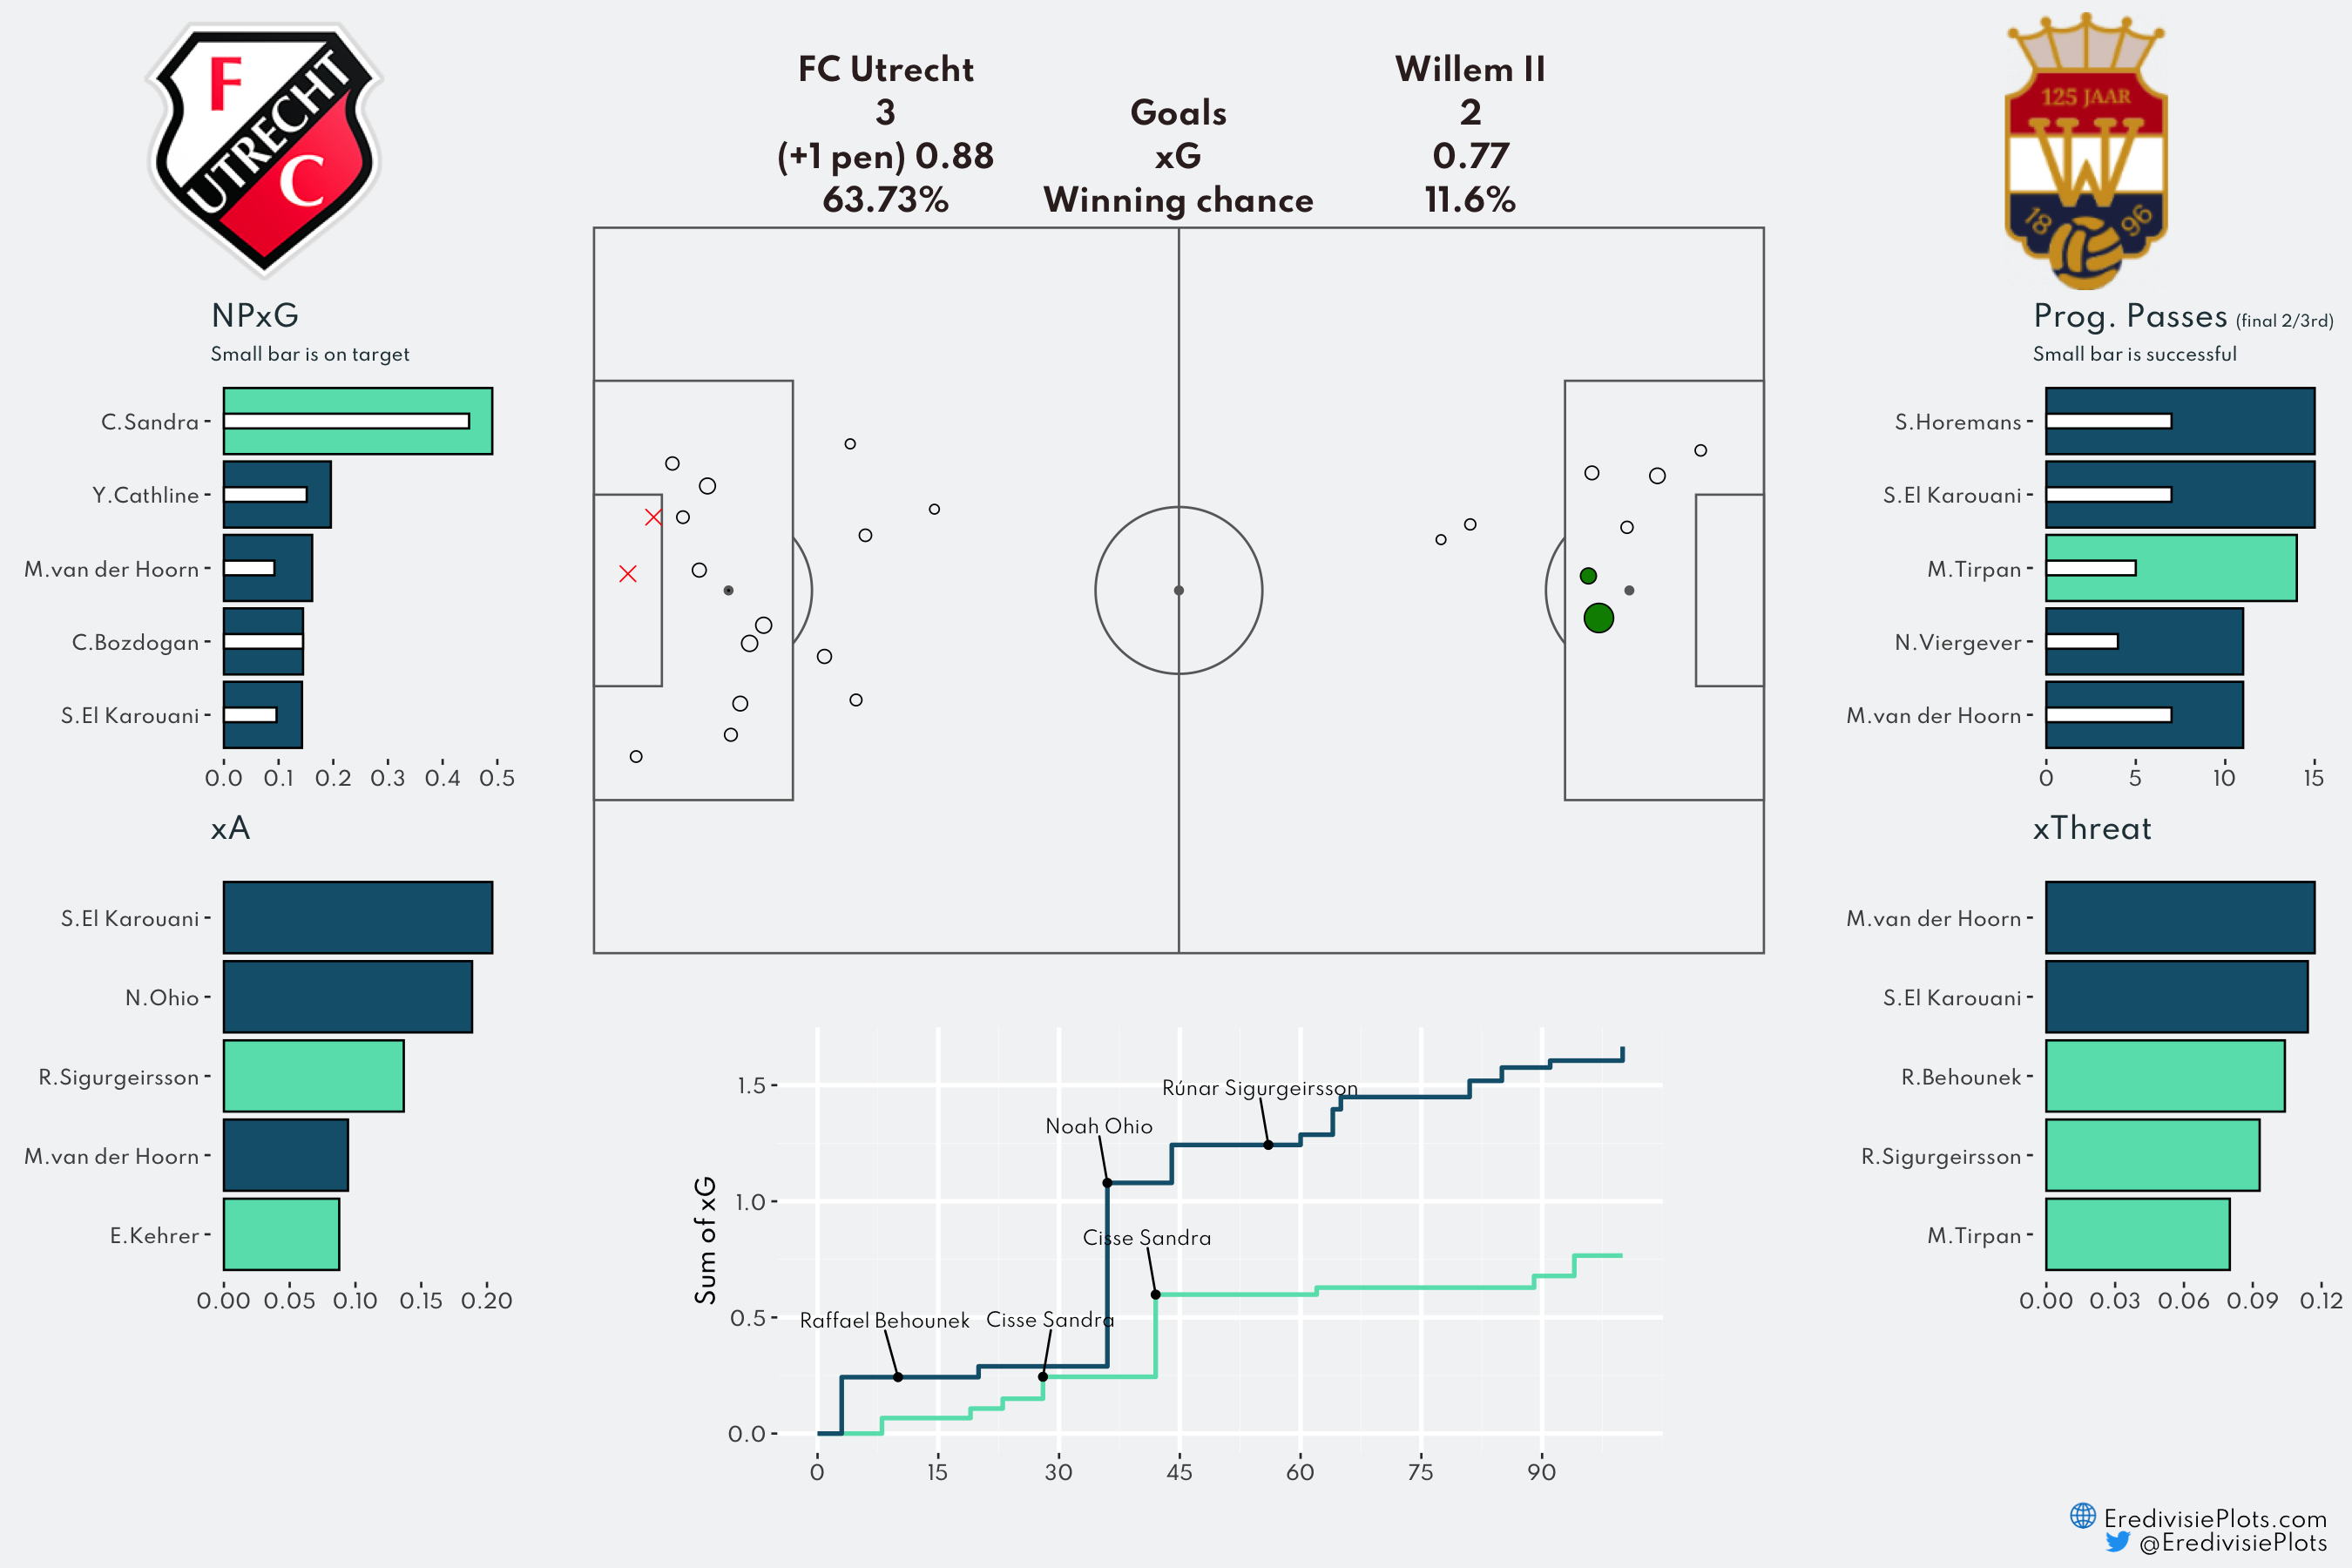 F
UTRECHT
C
FC Utrecht Willem II
3 Goals 2
(+1 pen) 0.88 xG 0.77
63.73% Winning chance 11.6%
125 JAAR
W
18 96
NPxG
Small bar is on target
C.Sandra
Y.Cathline
M.van der Hoorn
C.Bozdogan
S.El Karouani
0.0 0.1 0.2 0.3 0.4 0.5
xA
S.El Karouani
N.Ohio
R.Sigurgeirsson
M.van der Hoorn
E.Kehrer
0.00 0.05 0.10 0.15 0.20
Sum of xG
1.5
1.0
0.5
0.0
Rúnar Sigurgeirsson
Noah Ohio
Cisse Sandra
Raffael Behounek
Cisse Sandra
0 15 30 45 60 75 90
Prog. Passes (final 2/3rd)
Small bar is successful
S.Horemans
S.El Karouani
M.Tirpan
N.Viergever
M.van der Hoorn
0 5 10 15
xThreat
M.van der Hoorn
S.El Karouani
R.Behounek
R.Sigurgeirsson
M.Tirpan
0.00 0.03 0.06 0.09 0.12
EredivisiePlots.com
@EredivisiePlots